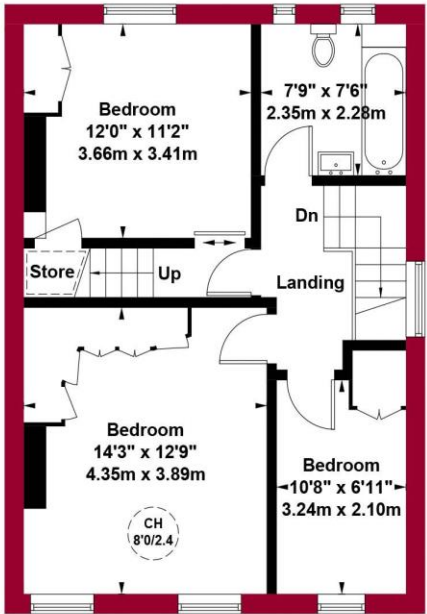 Bedroom
12'0" x 11'2"
3.66m x 3.41m
7'9" x 7'6"
2.35m x 2.28m
Dn
Store
Up
Landing
Bedroom
14'3" x 12'9"
4.35m x 3.89m
CH
8'0/2.4
Bedroom
10'8" x 6'11"
3.24m x 2.10m